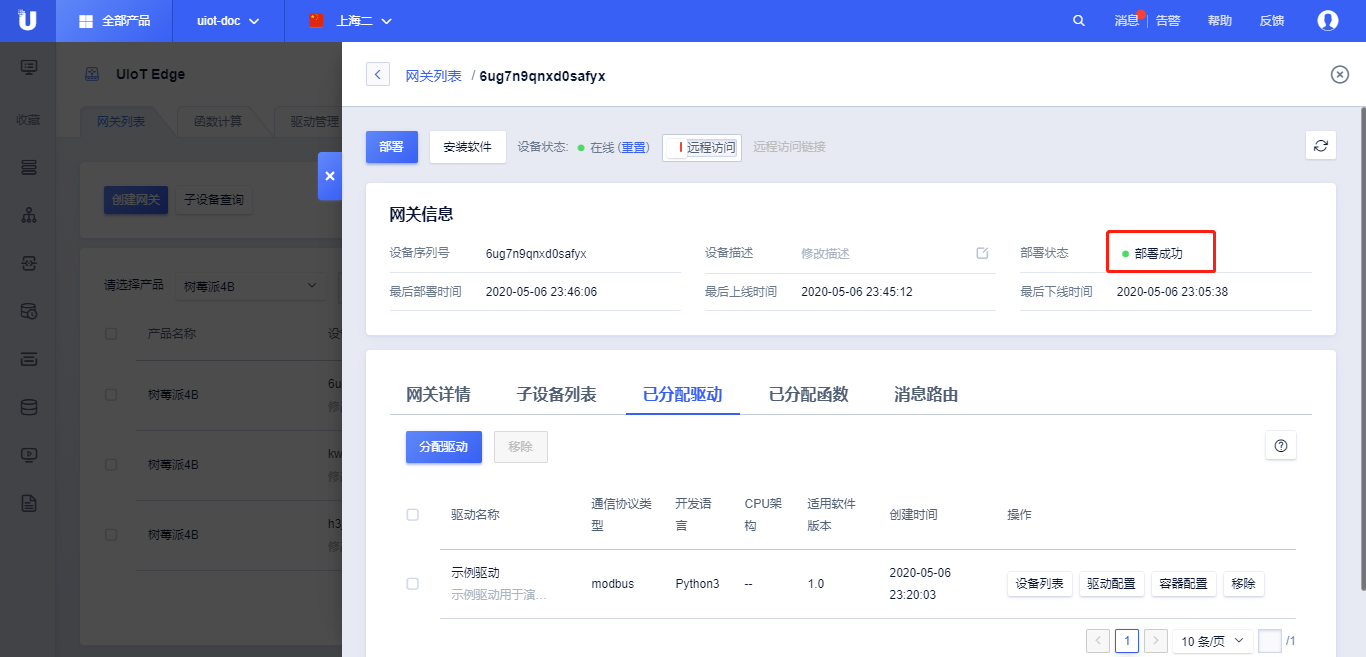 全部产品
uiot-doc
上海二
消息
告警
帮助
反馈
收藏
UIoT Edge
网关列表
函数计算
驱动管理
创建网关
子设备查询
请选择产品
树莓派4B
产品名称
设
树莓派4B
6u
修
树莓派4B
kw
修
树莓派4B
h3
修
网关列表 / 6ug7n9qnxd0safyx
部署
安装软件
设备状态: 在线 (重置)
远程访问
远程访问链接
网关信息
设备序列号 6ug7n9qnxd0safyx
设备描述 修改描述
部署状态 部署成功
最后部署时间 2020-05-06 23:46:06
最后上线时间 2020-05-06 23:45:12
最后下线时间 2020-05-06 23:05:38
网关详情
子设备列表
已分配驱动
已分配函数
消息路由
分配驱动
移除
驱动名称
通信协议类
型
开发语
言
CPU架
构
适用软件
版本
创建时间
操作
示例驱动
示例驱动用于演...
modbus
Python3
--
1.0
2020-05-06
23:20:03
设备列表
驱动配置
容器配置
移除
1
10 条/页
/1